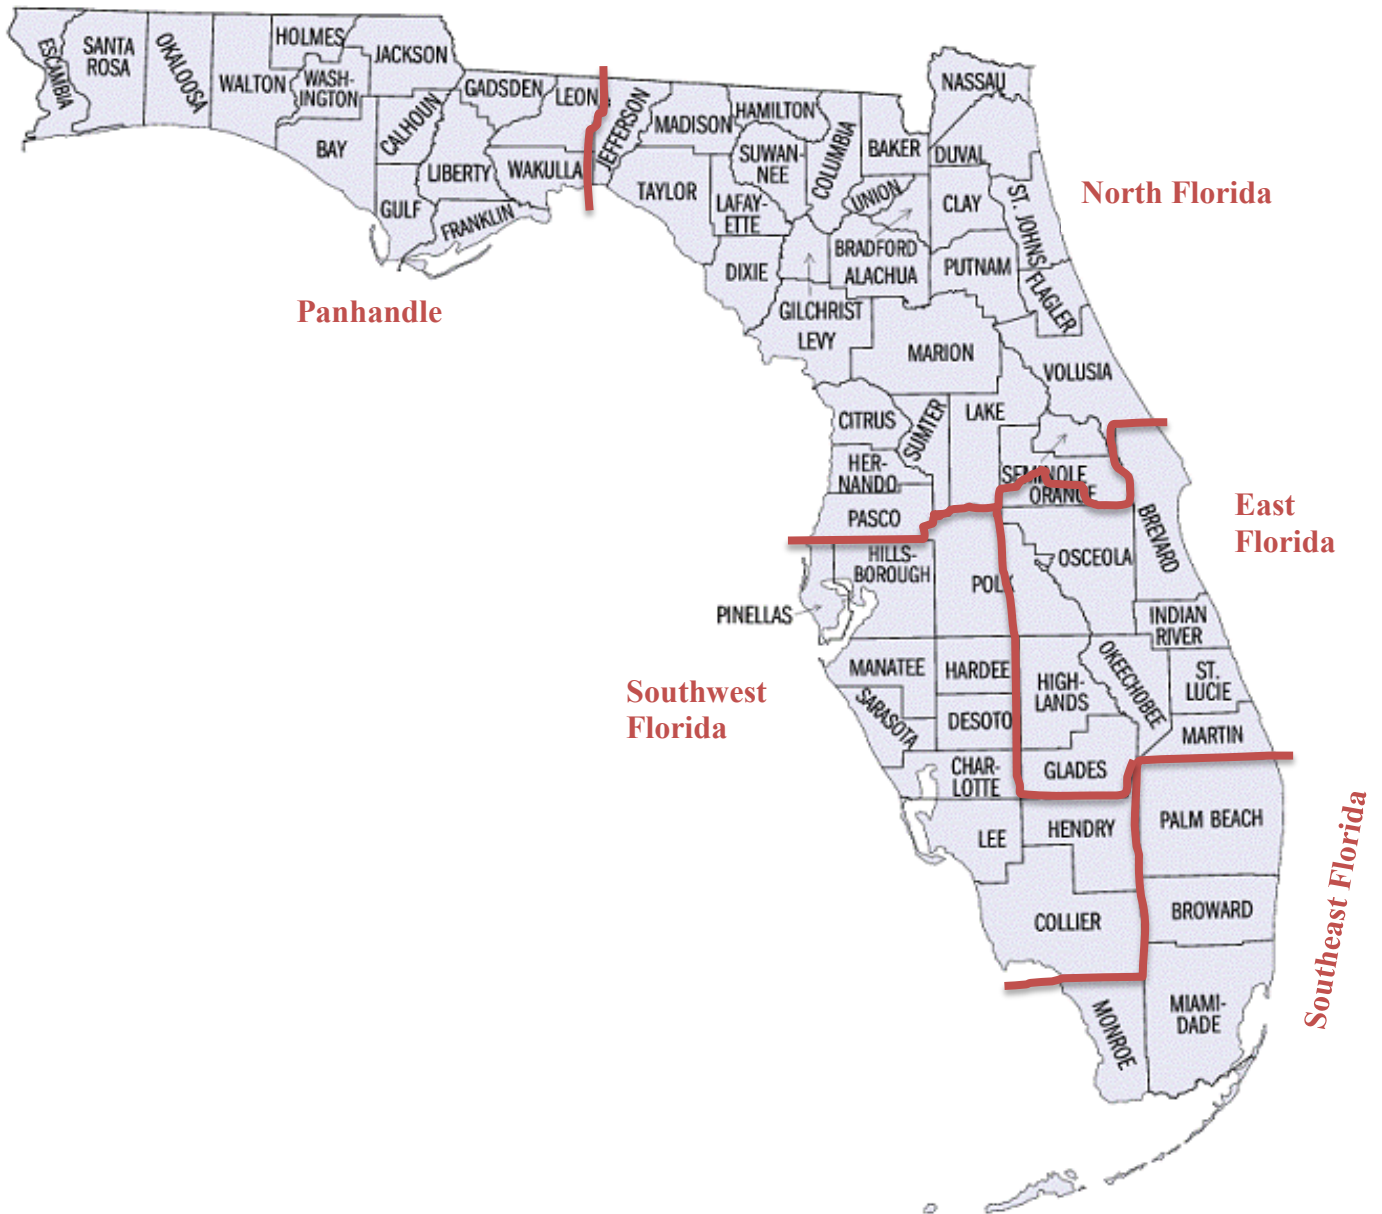 ESCAMBIA
SANTA
ROSA
OKALOOSA
WALTON
HOLMES
WASH-
INGTON
JACKSON
BAY
CALHOUN
GULF
GADSDEN
LIBERTY
FRANKLIN
LEON
WAKULLA
JEFFERSON
MADISON
TAYLOR
HAMILTON
SUWAN-
NEE
LAFAY-
ETTE
DIXIE
COLUMBIA
BAKER
UNION
BRADFORD
ALACHUA
GILCHRIST
LEVY
NASSAU
DUVAL
CLAY
ST. JOHNS
PUTNAM
FLAGLER
MARION
VOLUSIA
CITRUS
SUMTER
LAKE
HER-
NANDO
PASCO
SEMINOLE
ORANGE
BREVARD
OSCEOLA
HILLS-
BOROUGH
POLK
PINELLAS
INDIAN
RIVER
MANATEE
HARDEE
HIGH-
LANDS
OKEECHOBEE
ST.
LUCIE
SARASOTA
DESOTO
MARTIN
CHAR-
LOTTE
GLADES
LEE
HENDRY
PALM BEACH
COLLIER
BROWARD
MONROE
MIAMI-
DADE
North Florida
Panhandle
East
Florida
Southwest
Florida
Southeast Florida